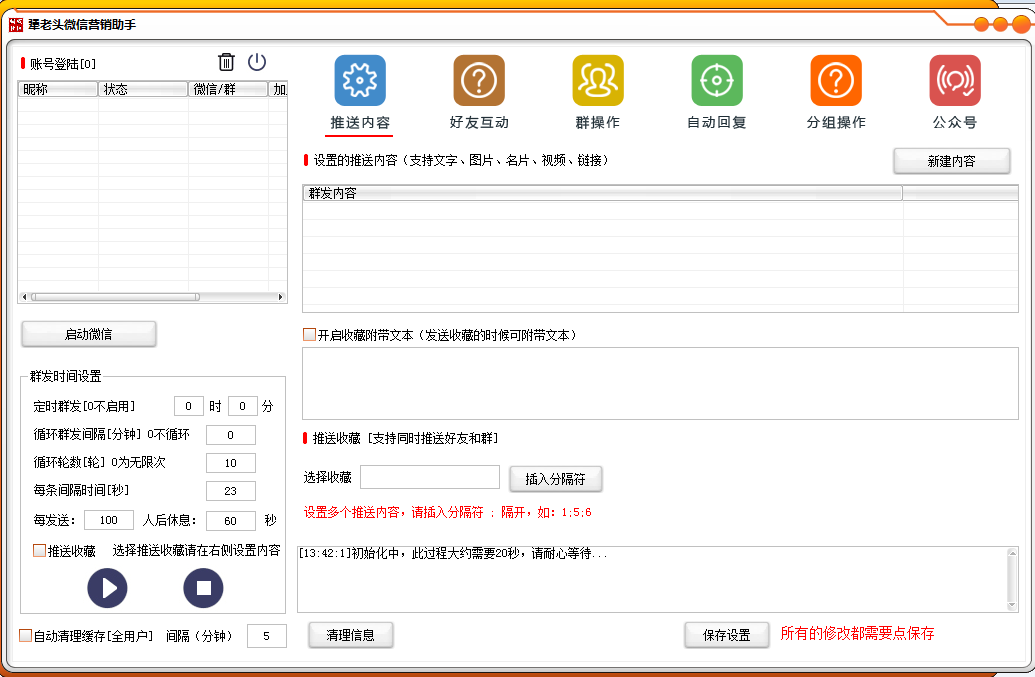 犟老头微信营销助手
账号登陆[0]
昵称 状态 微信/群 加
启动微信
群发时间设置
定时群发[0不启用] 0 时 0 分
循环群发间隔[分钟] 0不循环 0
循环轮数[轮] 0为无限次 10
每条间隔时间[秒] 23
每发送： 100 人后休息： 60 秒
推送收藏 选择推送收藏请在右侧设置内容
自动清理缓存[全用户] 间隔（分钟） 5
推送内容 好友互动 群操作 自动回复 分组操作 公众号
设置的推送内容（支持文字、图片、名片、视频、链接）
新建内容
群发内容
开启收藏附带文本（发送收藏的时候可附带文本）
推送收藏 [支持同时推送好友和群]
选择收藏 插入分隔符
设置多个推送内容，请插入分隔符 ; 隔开，如：1;5;6
[13:42:1]初始化中，此过程大约需要20秒，请耐心等待...
清理信息 保存设置 所有的修改都需要点保存